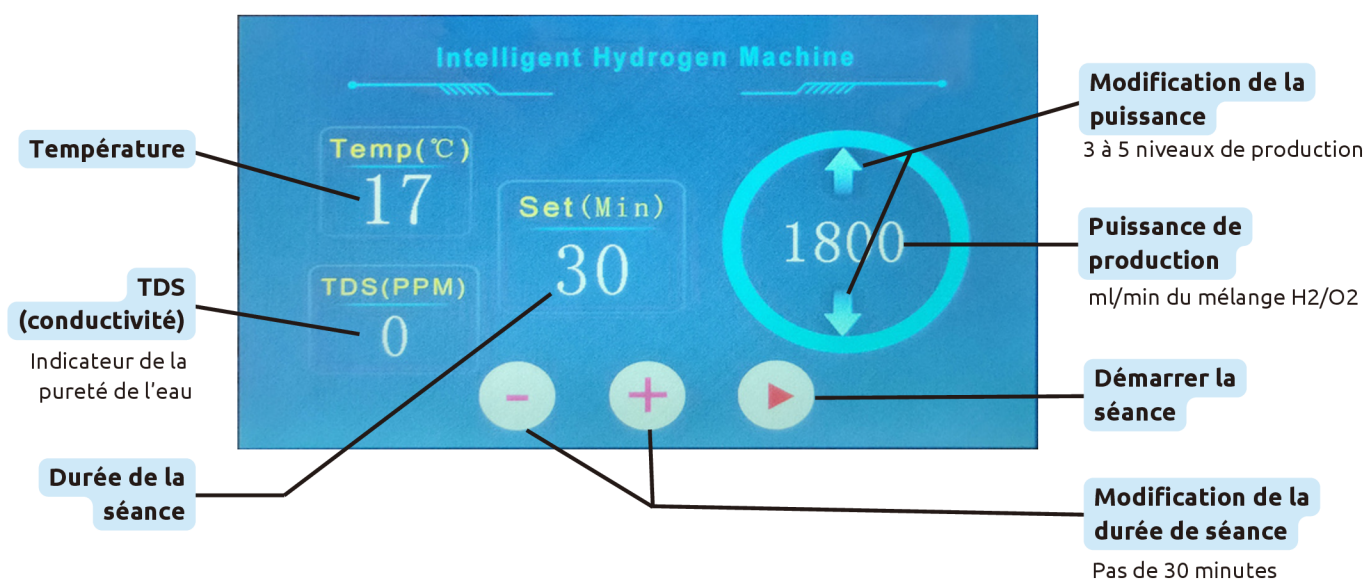 Intelligent Hydrogen Machine
Température
Temp(℃)
17
TDS
(conductivité)
Indicateur de la
pureté de l'eau
TDS(PPM)
0
Set(Min)
30
Durée de la
séance
1800
-
+
Modification de la
puissance
3 à 5 niveaux de production
Puissance de
production
ml/min du mélange H2/O2
Démarrer la
séance
Modification de la
durée de séance
Pas de 30 minutes